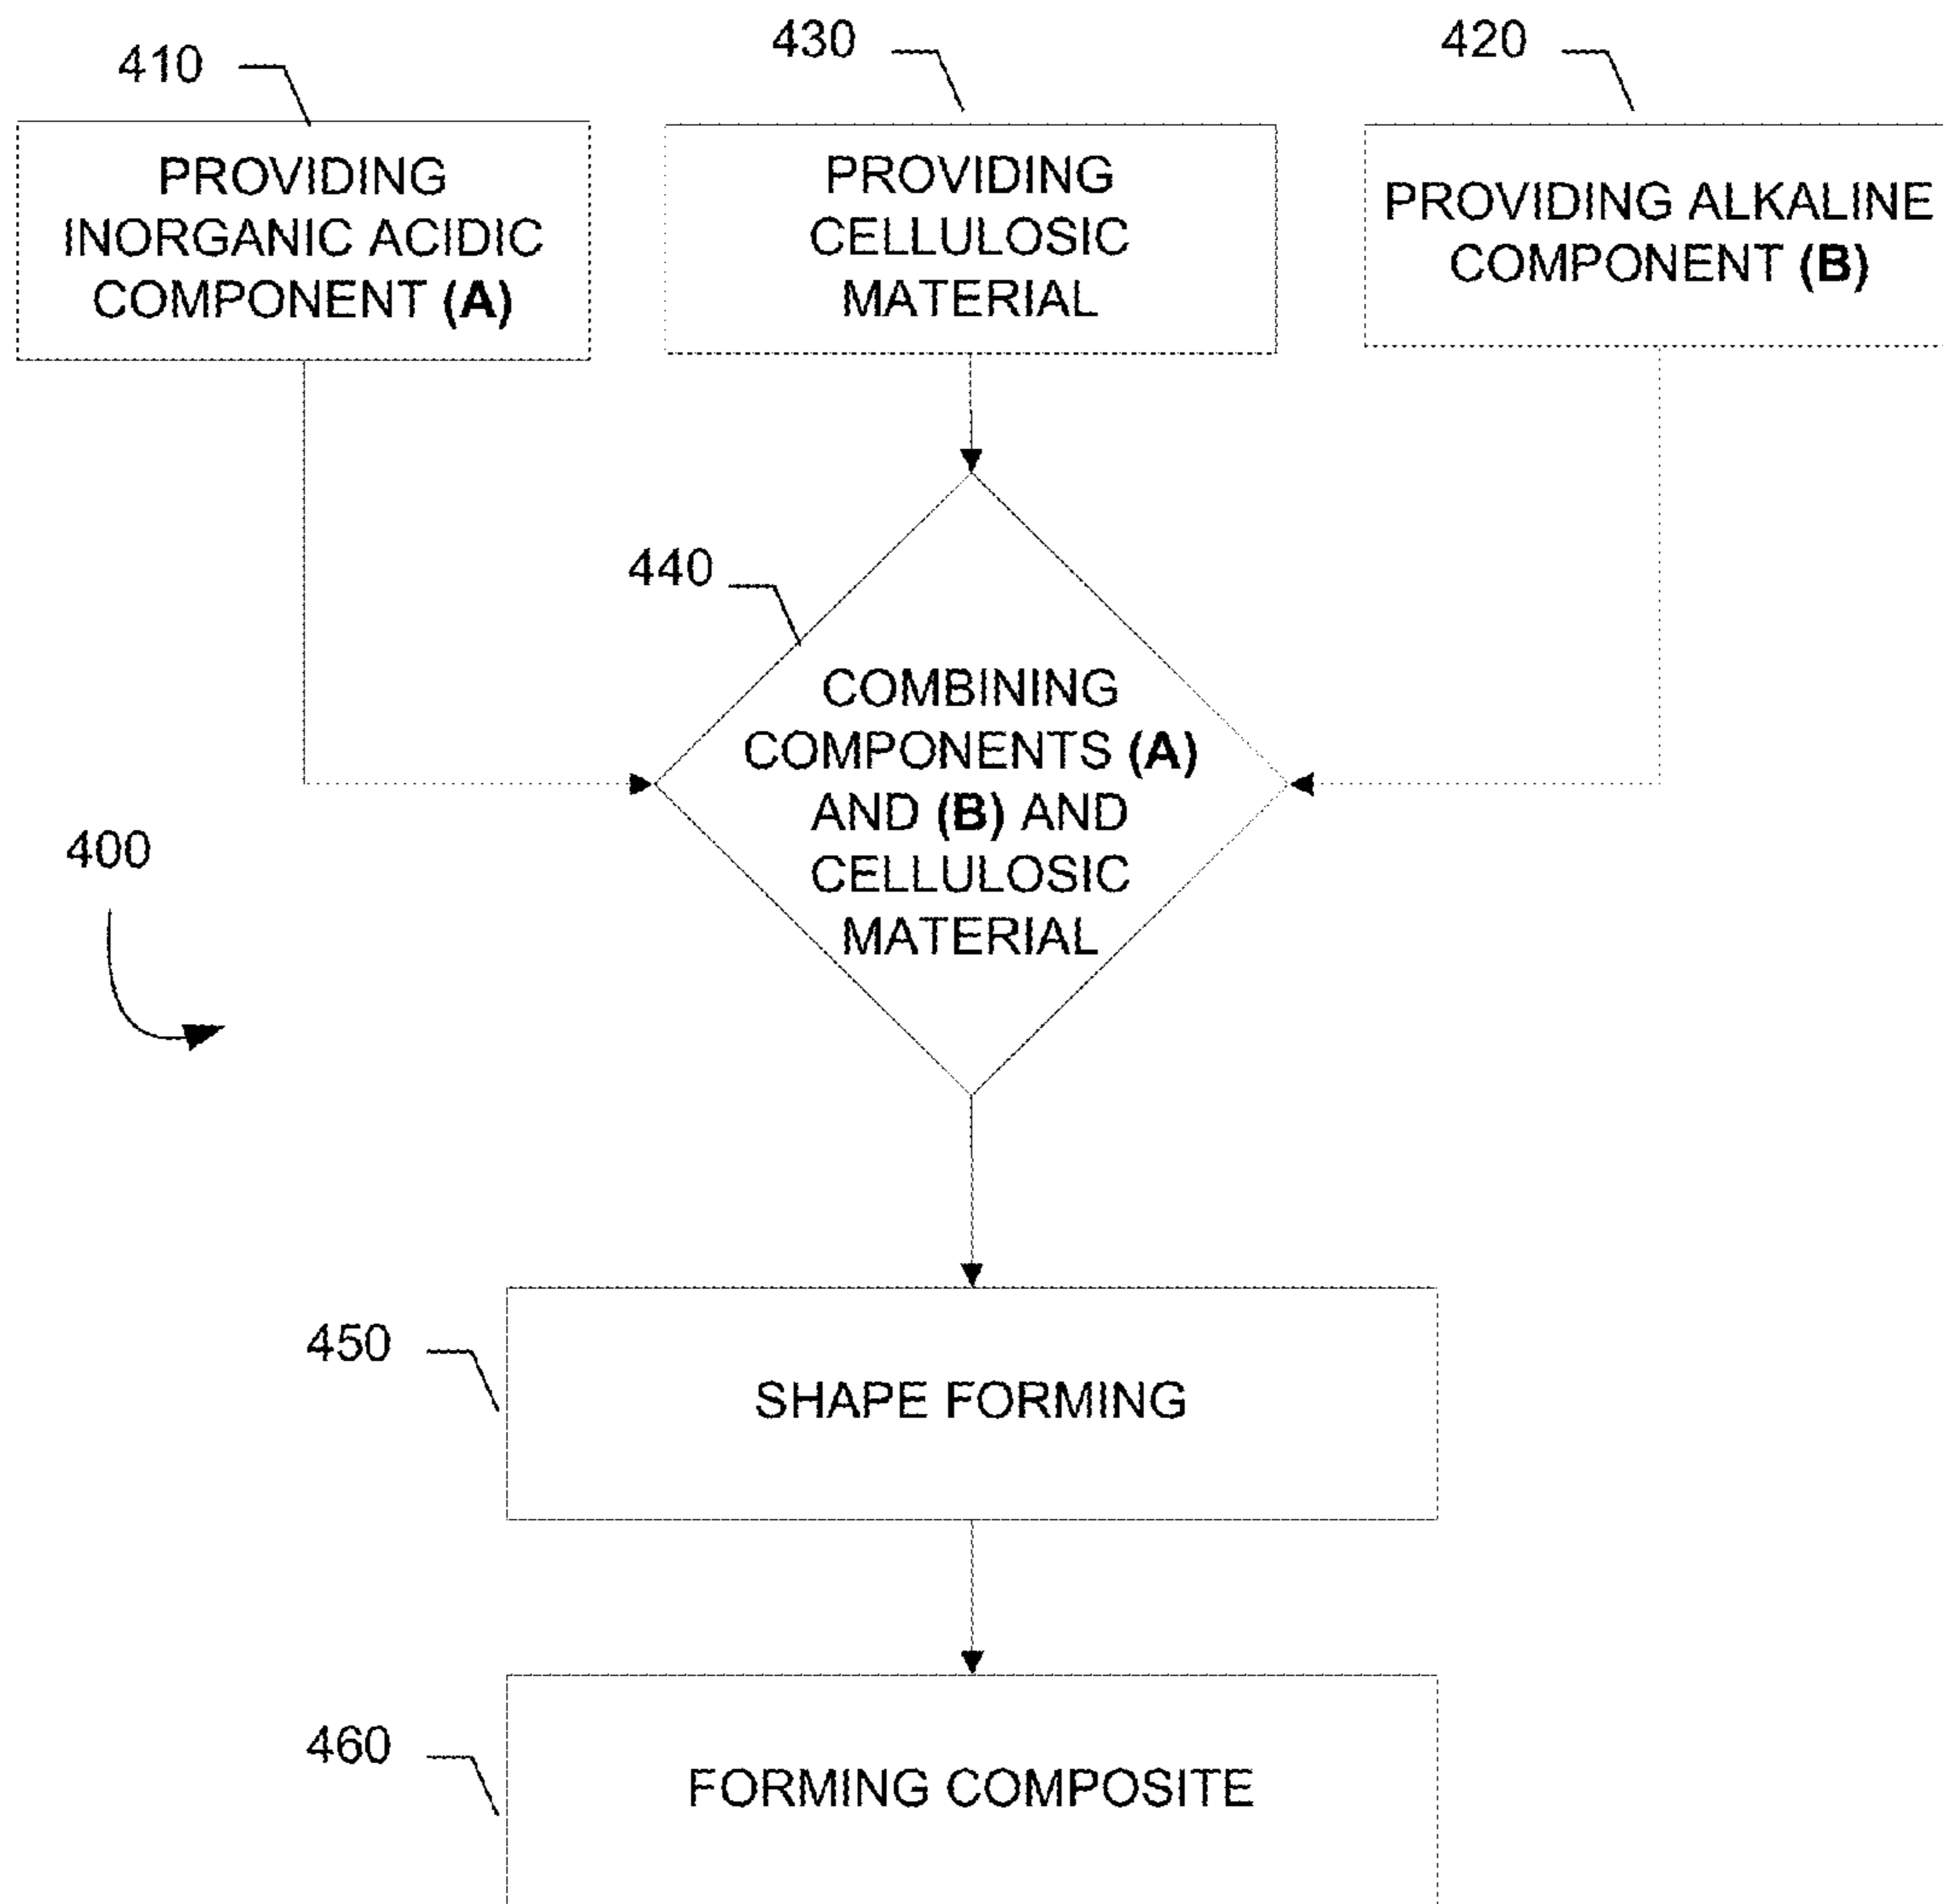 410
430
420
PROVIDING
INORGANIC ACIDIC
COMPONENT (A)
PROVIDING
CELLULOSIC
MATERIAL
PROVIDING ALKALINE
COMPONENT (B)
440
COMBINING
COMPONENTS (A)
AND (B) AND
CELLULOSIC
MATERIAL
400
450
SHAPE FORMING
460
FORMING COMPOSITE